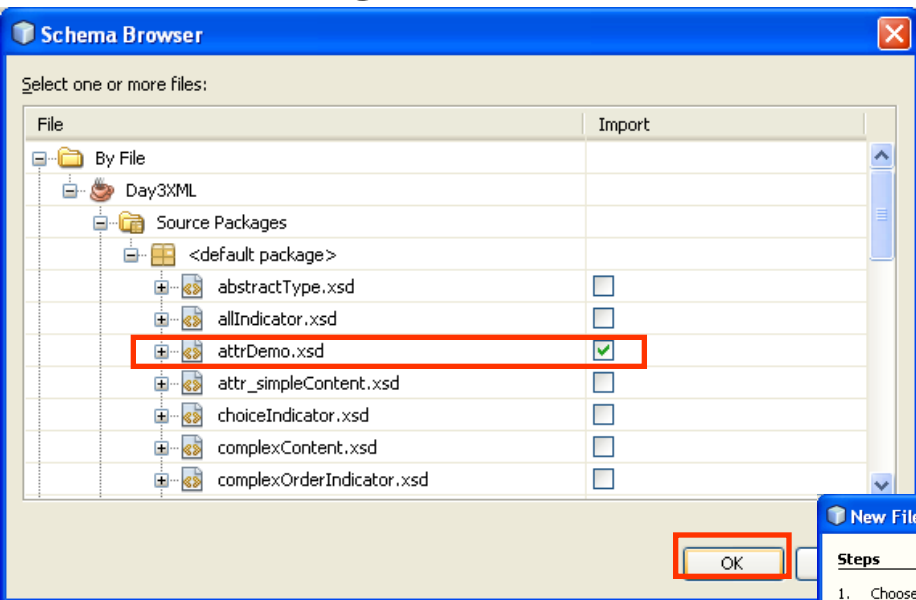 Schema Browser
Select one or more files:
File Import
By File
Day3XML
Source Packages
<default package>
abstractType.xsd
allIndicator.xsd
attrDemo.xsd
attr_simpleContent.xsd
choiceIndicator.xsd
complexContent.xsd
complexOrderIndicator.xsd
OK
New File
Steps
1. Choose